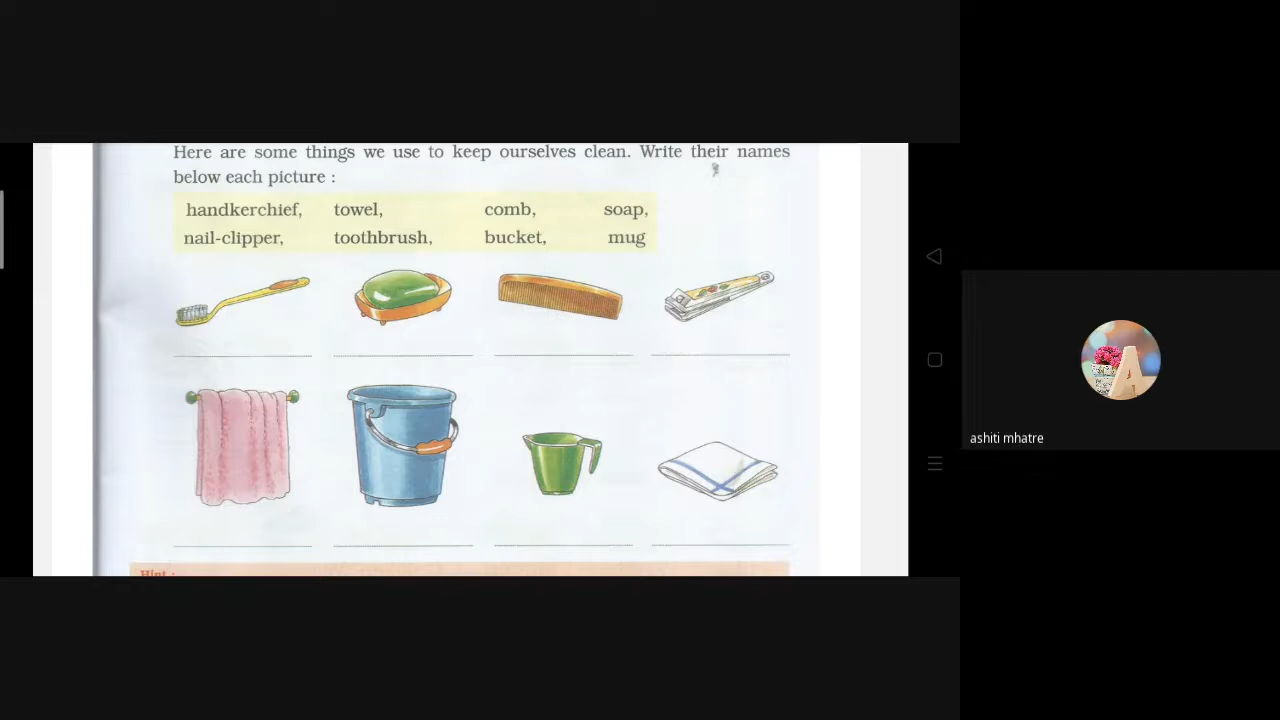 Here are some things we use to keep ourselves clean. Write their names
below each picture :
handkerchief, towel, comb, soap,
nail-clipper, toothbrush, bucket, mug
Hint :
ashiti mhatre
A